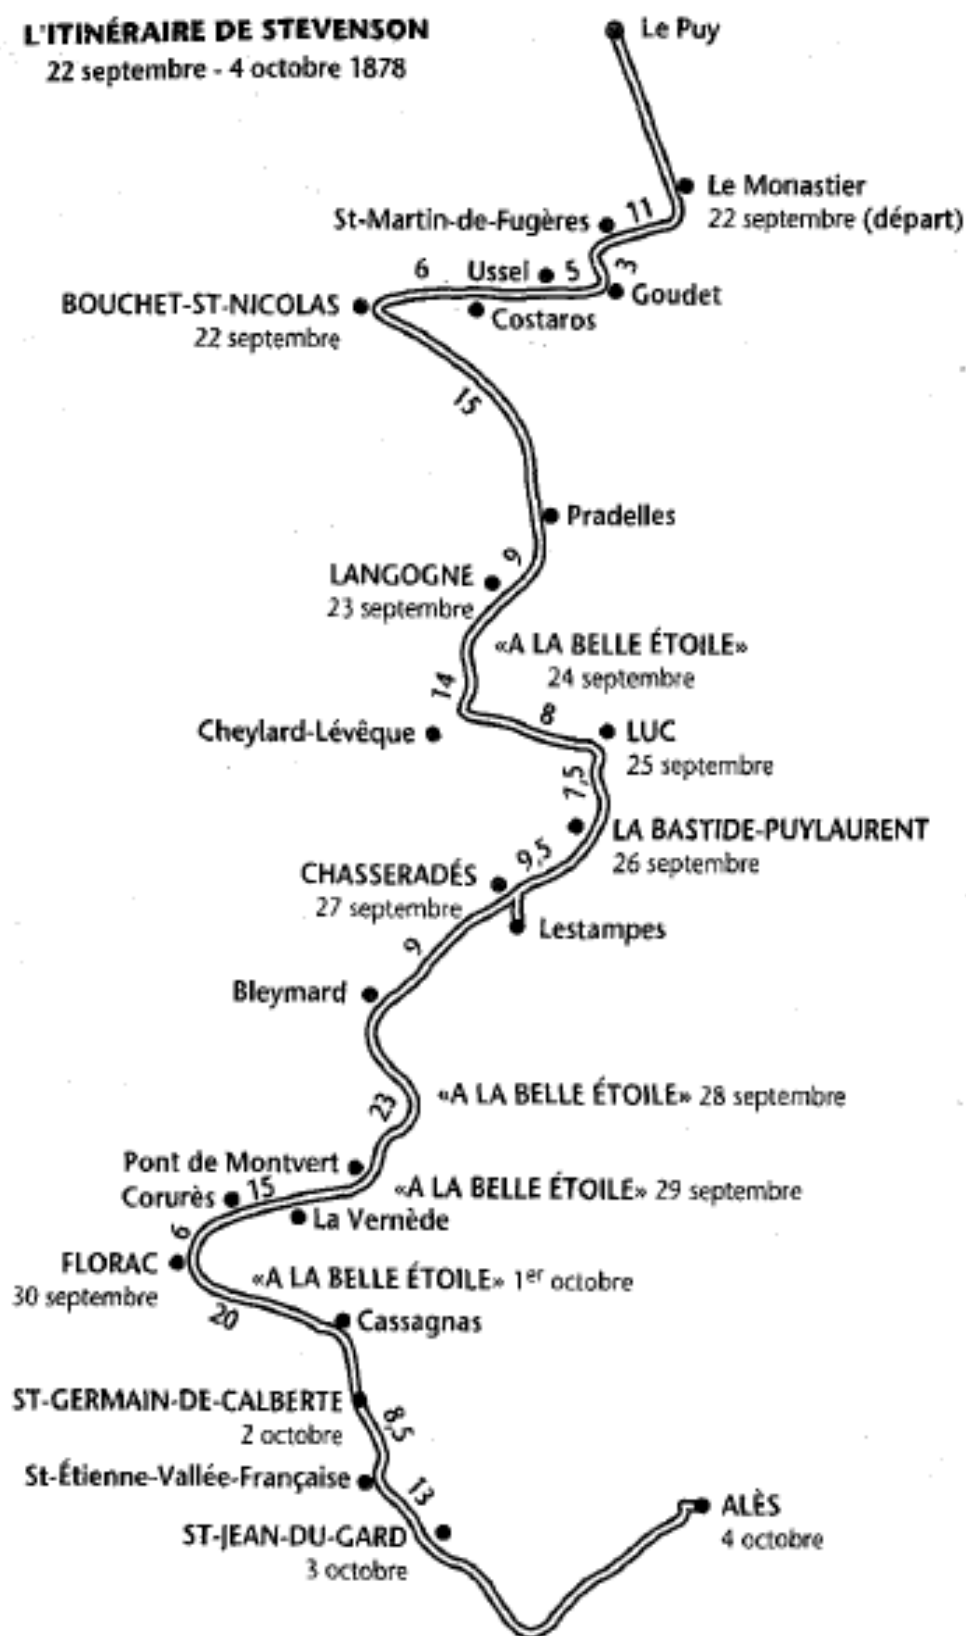 L'ITINÉRAIRE DE STEVENSON
22 septembre - 4 octobre 1878
Le Puy
Le Monastier
22 septembre (départ)
11
St-Martin-de-Fugères
3
Goudet
5
Ussel
6
Costaros
BOUCHET-ST-NICOLAS
22 septembre
15
Pradelles
9
LANGOGNE
23 septembre
«A LA BELLE ÉTOILE»
24 septembre
14
Cheylard-Lévêque
8
LUC
25 septembre
7,5
LA BASTIDE-PUYLAURENT
26 septembre
9,5
CHASSERADÉS
27 septembre
Lestampes
9
Bleymard
«A LA BELLE ÉTOILE» 28 septembre
23
Pont de Montvert
«A LA BELLE ÉTOILE» 29 septembre
15
Corurès
La Vernède
6
FLORAC
30 septembre
«A LA BELLE ÉTOILE» 1er octobre
20
Cassagnas
ST-GERMAIN-DE-CALBERTE
2 octobre
8,5
St-Étienne-Vallée-Française
13
ST-JEAN-DU-GARD
3 octobre
ALÈS
4 octobre